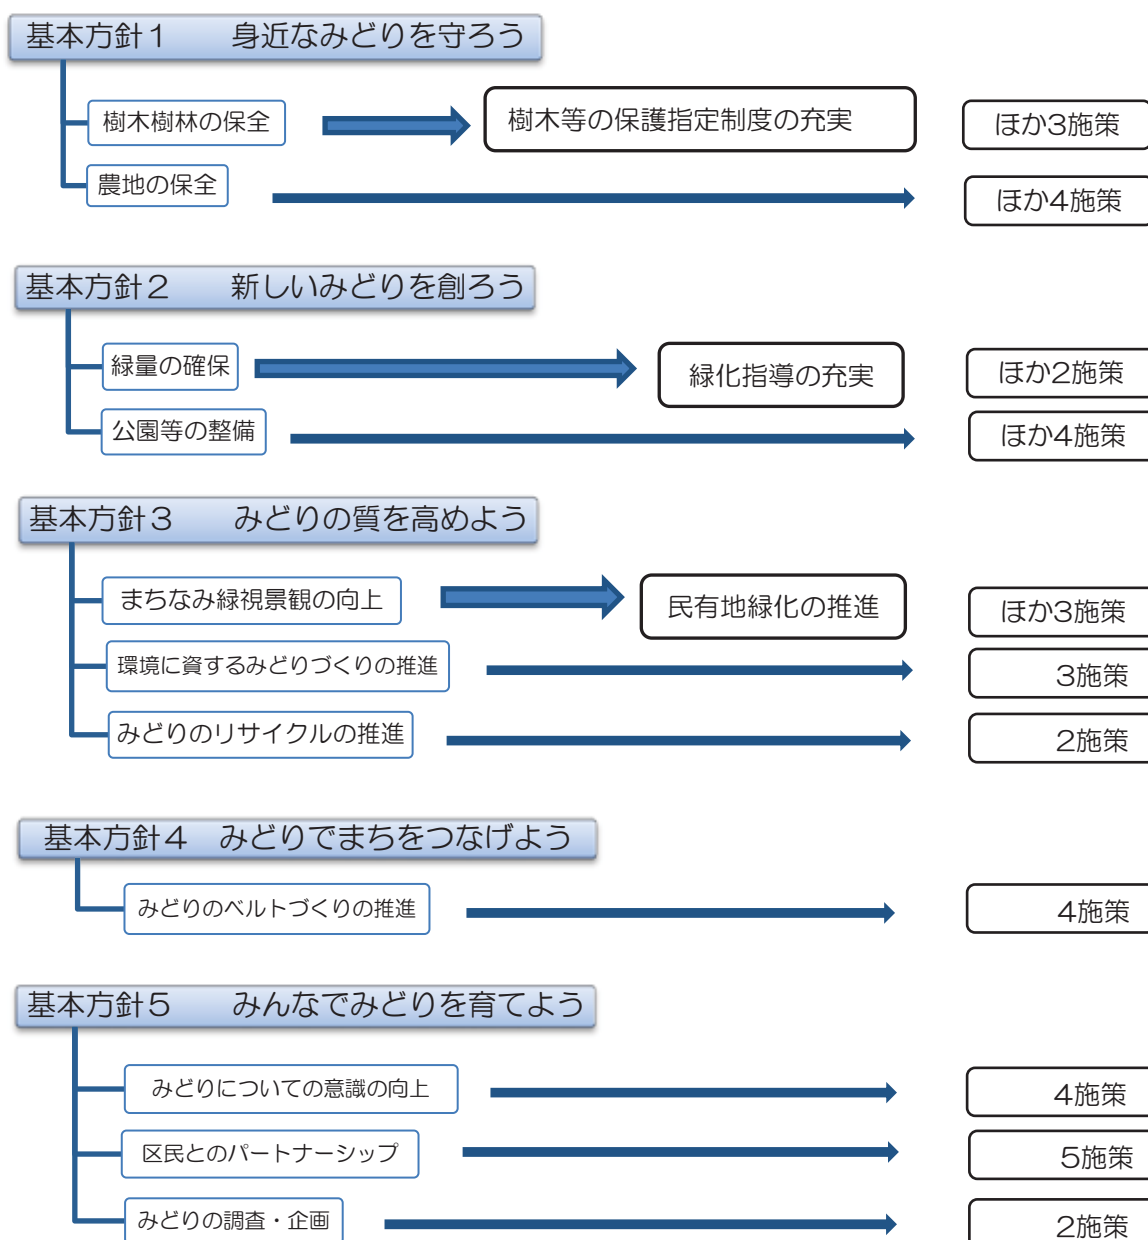 基本方針１　身近なみどりを守ろう
樹木樹林の保全
樹木等の保護指定制度の充実
ほか3施策
農地の保全
ほか4施策
基本方針２　新しいみどりを創ろう
緑量の確保
緑化指導の充実
ほか2施策
公園等の整備
ほか4施策
基本方針３　みどりの質を高めよう
まちなみ緑視景観の向上
民有地緑化の推進
ほか3施策
環境に資するみどりづくりの推進
3施策
みどりのリサイクルの推進
2施策
基本方針４　みどりでまちをつなげよう
みどりのベルトづくりの推進
4施策
基本方針５　みんなでみどりを育てよう
みどりについての意識の向上
4施策
区民とのパートナーシップ
5施策
みどりの調査・企画
2施策